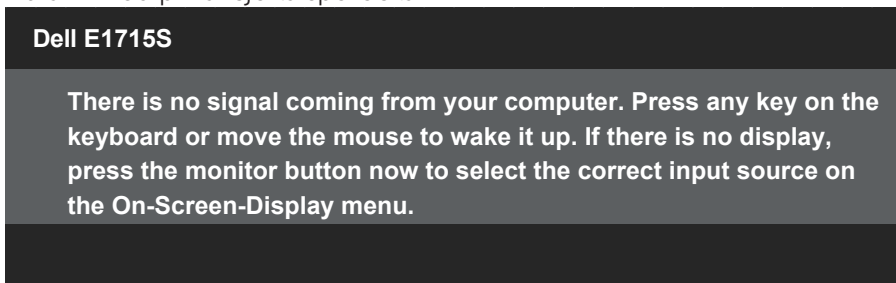 Dell E1715S
There is no signal coming from your computer. Press any key on the
keyboard or move the mouse to wake it up. If there is no display,
press the monitor button now to select the correct input source on
the On-Screen-Display menu.